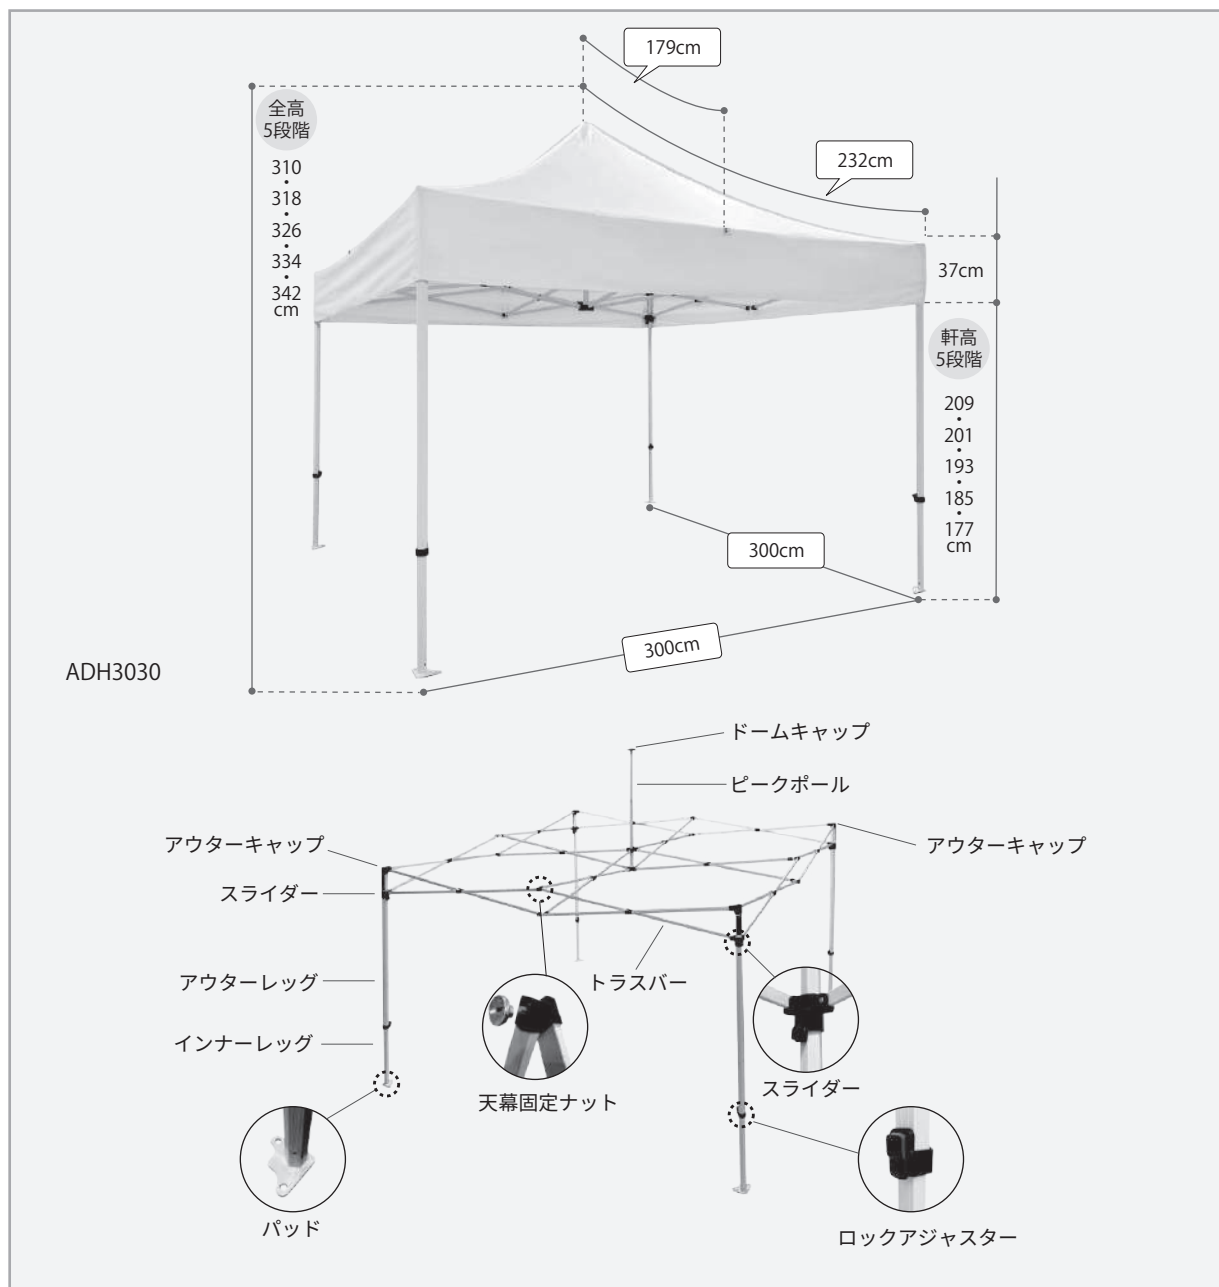 179cm
全高
5段階
310
・
318
・
326
・
334
・
342
cm
232cm
37cm
軒高
5段階
209
・
201
・
193
・
185
・
177
cm
300cm
300cm
ADH3030
ドームキャップ
ピークポール
アウターキャップ
アウターキャップ
スライダー
アウターレッグ
トラスバー
インナーレッグ
スライダー
天幕固定ナット
パッド
ロックアジャスター